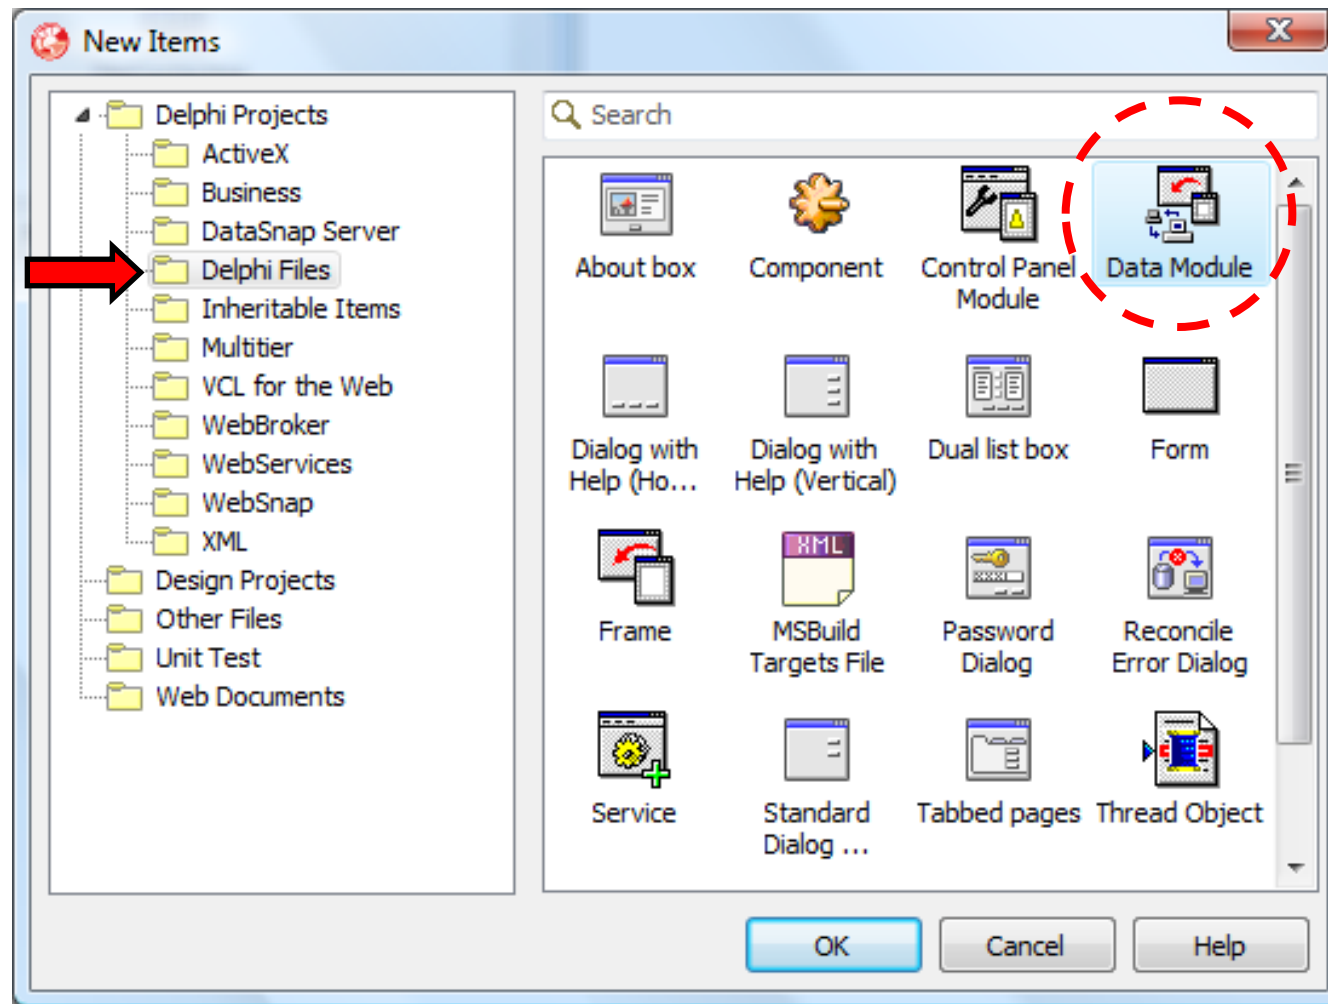 New Items
Delphi Projects
ActiveX
Business
DataSnap Server
Delphi Files
Inheritable Items
Multitier
VCL for the Web
WebBroker
WebServices
WebSnap
XML
Design Projects
Other Files
Unit Test
Web Documents
Search
About box
Component
Control Panel
Module
Data Module
Dialog with
Help (Ho...
Dialog with
Help (Vertical)
Dual list box
Form
Frame
XML
MSBuild
Targets File
Password
Dialog
Reconcile
Error Dialog
Service
Standard
Dialog ...
Tabbed pages
Thread Object
OK
Cancel
Help